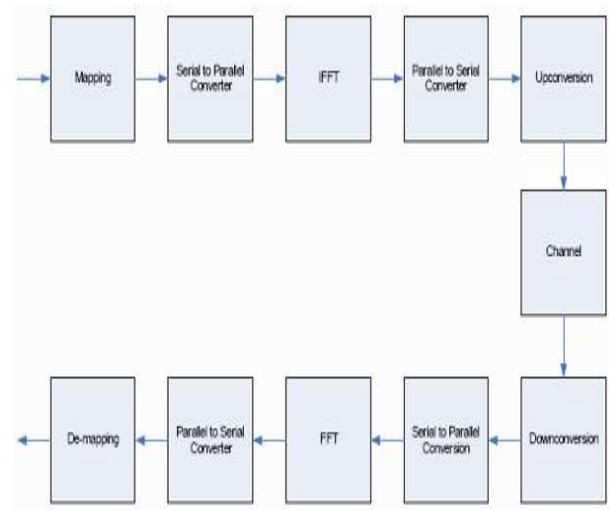 Mapping
Serial to Parallel
Converter
IFFT
Parallel to Serial
Converter
Upconversion
Channel
De-mapping
Parallel to Serial
Converter
FFT
Serial to Parallel
Conversion
Downconversion